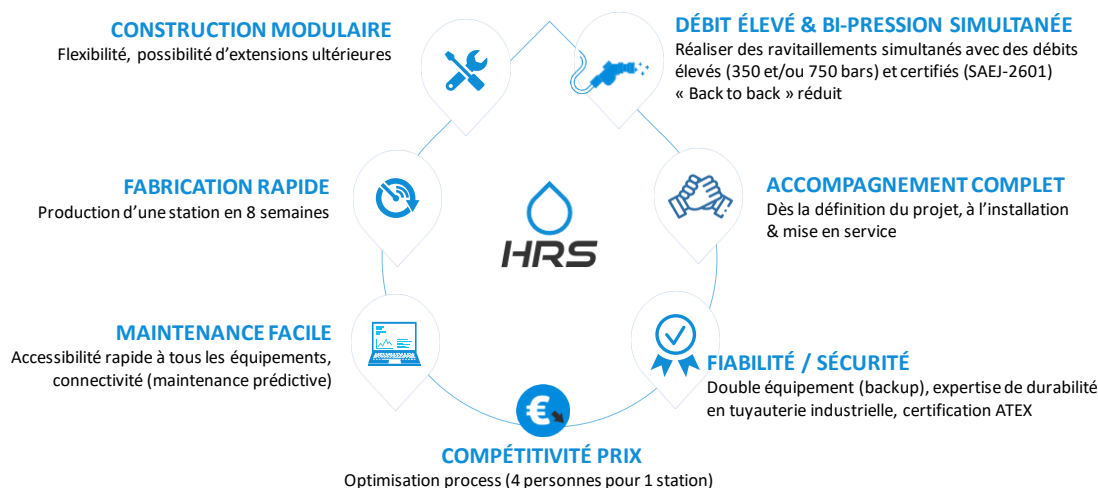 CONSTRUCTION MODULAIRE
Flexibilité, possibilité d'extensions ultérieures
DÉBIT ÉLEVÉ & BI-PRESSION SIMULTANÉE
Réaliser des ravitaillements simultanés avec des débits
élevés (350 et/ou 750 bars) et certifiés (SAEJ-2601)
« Back to back » réduit
FABRICATION RAPIDE
Production d'une station en 8 semaines
ACCOMPAGNEMENT COMPLET
Dès la définition du projet, à l'installation
& mise en service
HRS
MAINTENANCE FACILE
Accessibilité rapide à tous les équipements,
connectivité (maintenance prédictive)
FIABILITÉ / SÉCURITÉ
Double équipement (backup), expertise de durabilité
en tuyauterie industrielle, certification ATEX
€
COMPÉTITIVITÉ PRIX
Optimisation process (4 personnes pour 1 station)